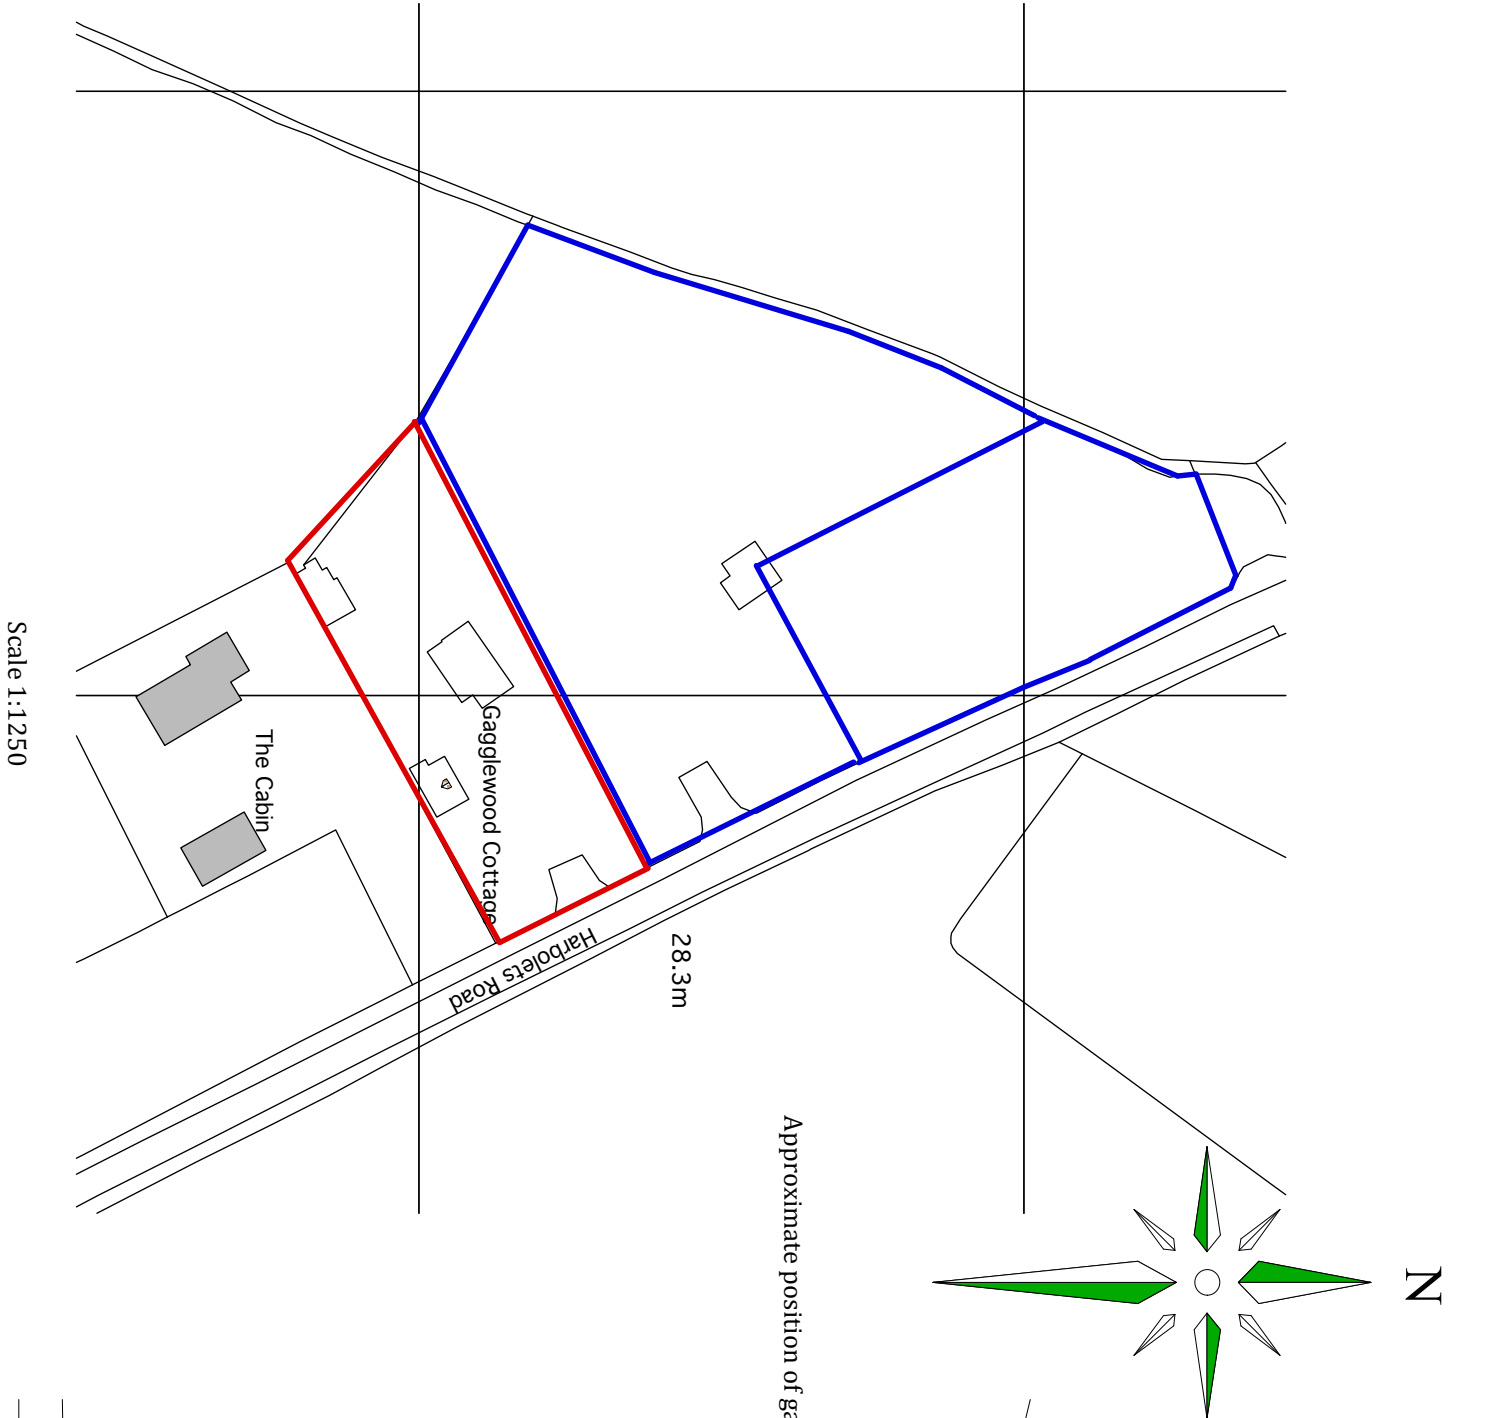 N
28.3m
Harbolets Road
Gagglewood Cottage
The Cabin
Approximate position of ga
Scale 1:1250